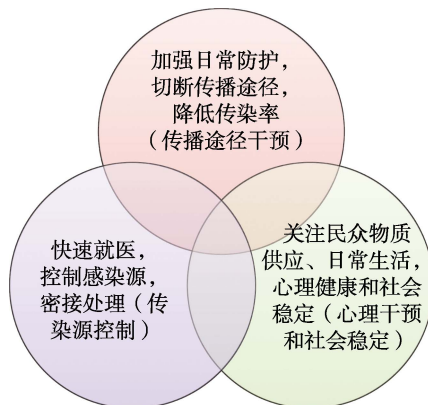 加强日常防护，
切断传播途径，
降低传染率
（传播途径干预）
快速就医，
控制感染源，
密接处理（传
染源控制）
关注民众物质
供应、日常生活，
心理健康和社会
稳定（心理干预
和社会稳定）